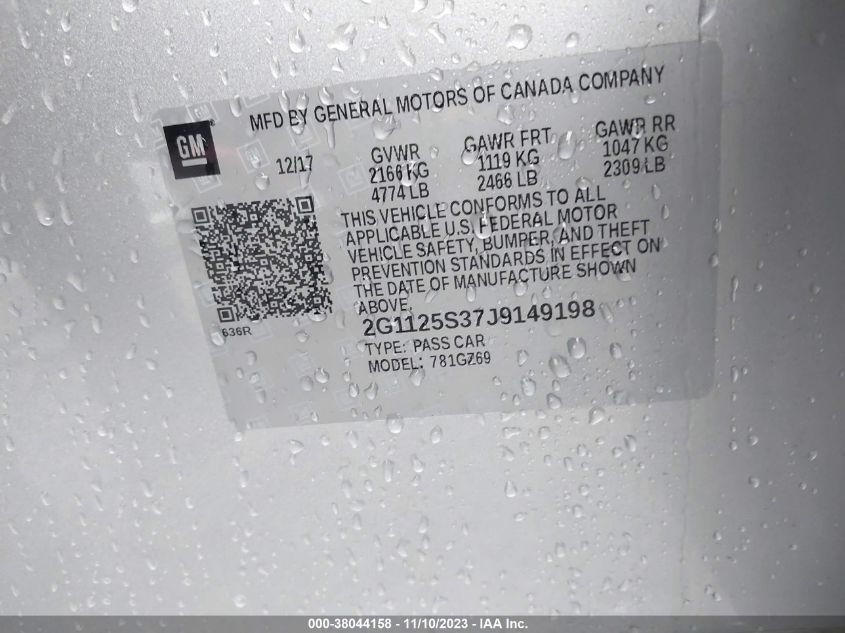 MFD BY GENERAL MOTORS OF CANADA COMPANY
GM
12/17
GVWR
2166 KG
4774 LB
GAWR FRT
1119 KG
2466 LB
GAWR RR
1047 KG
2309 LB
THIS VEHICLE CONFORMS TO ALL
APPLICABLE U.S. FEDERAL MOTOR
VEHICLE SAFETY, BUMPER, AND THEFT
PREVENTION STANDARDS IN EFFECT ON
THE DATE OF MANUFACTURE SHOWN
ABOVE.
636R
2G1125S37J9149198
TYPE: PASS CAR
MODEL: 781GZ69
000-38044158 - 11/10/2023 - IAA Inc.